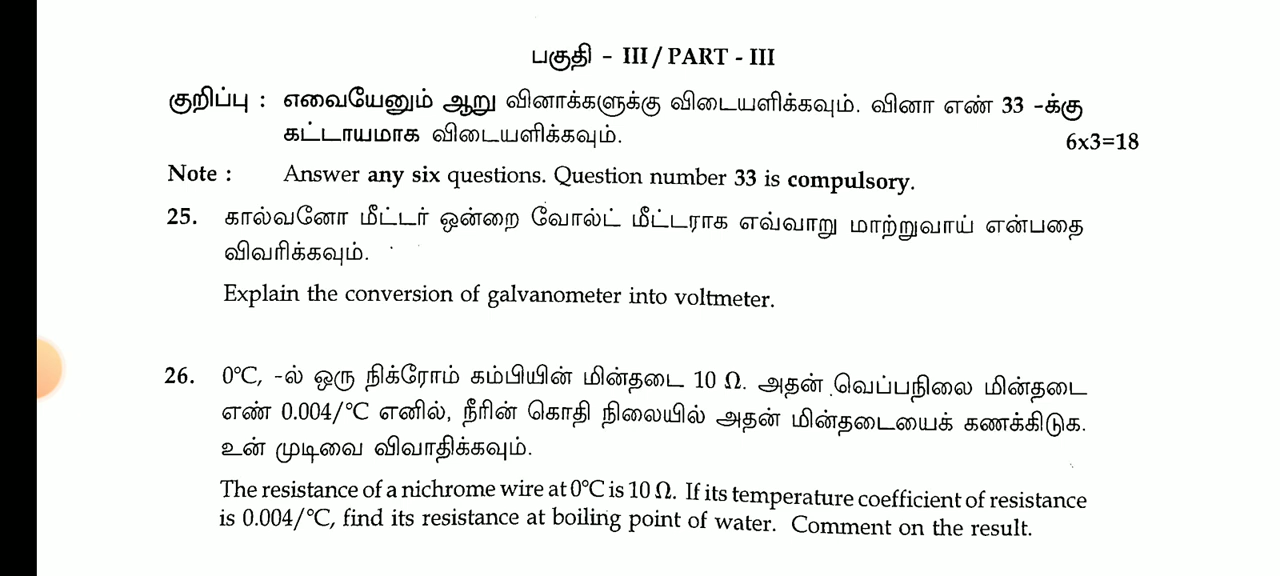 பகுதி - III / PART - III
குறிப்பு : எவையேனும் ஆறு வினாக்களுக்கு விடையளிக்கவும். வினா எண் 33 -க்கு
கட்டாயமாக விடையளிக்கவும்.
6x3=18
Note : Answer any six questions. Question number 33 is compulsory.
25. கால்வனோ மீட்டர் ஒன்றை வோல்ட் மீட்டராக எவ்வாறு மாற்றுவாய் என்பதை
விவரிக்கவும்.
Explain the conversion of galvanometer into voltmeter.
26. 0°C, -ல் ஒரு நிக்ரோம் கம்பியின் மின்தடை 10 Ω. அதன் வெப்பநிலை மின்தடை
எண் 0.004/°C எனில், நீரின் கொதி நிலையில் அதன் மின்தடையைக் கணக்கிடுக.
உன் முடிவை விவாதிக்கவும்.
The resistance of a nichrome wire at 0°C is 10 Ω. If its temperature coefficient of resistance
is 0.004/°C, find its resistance at boiling point of water. Comment on the result.